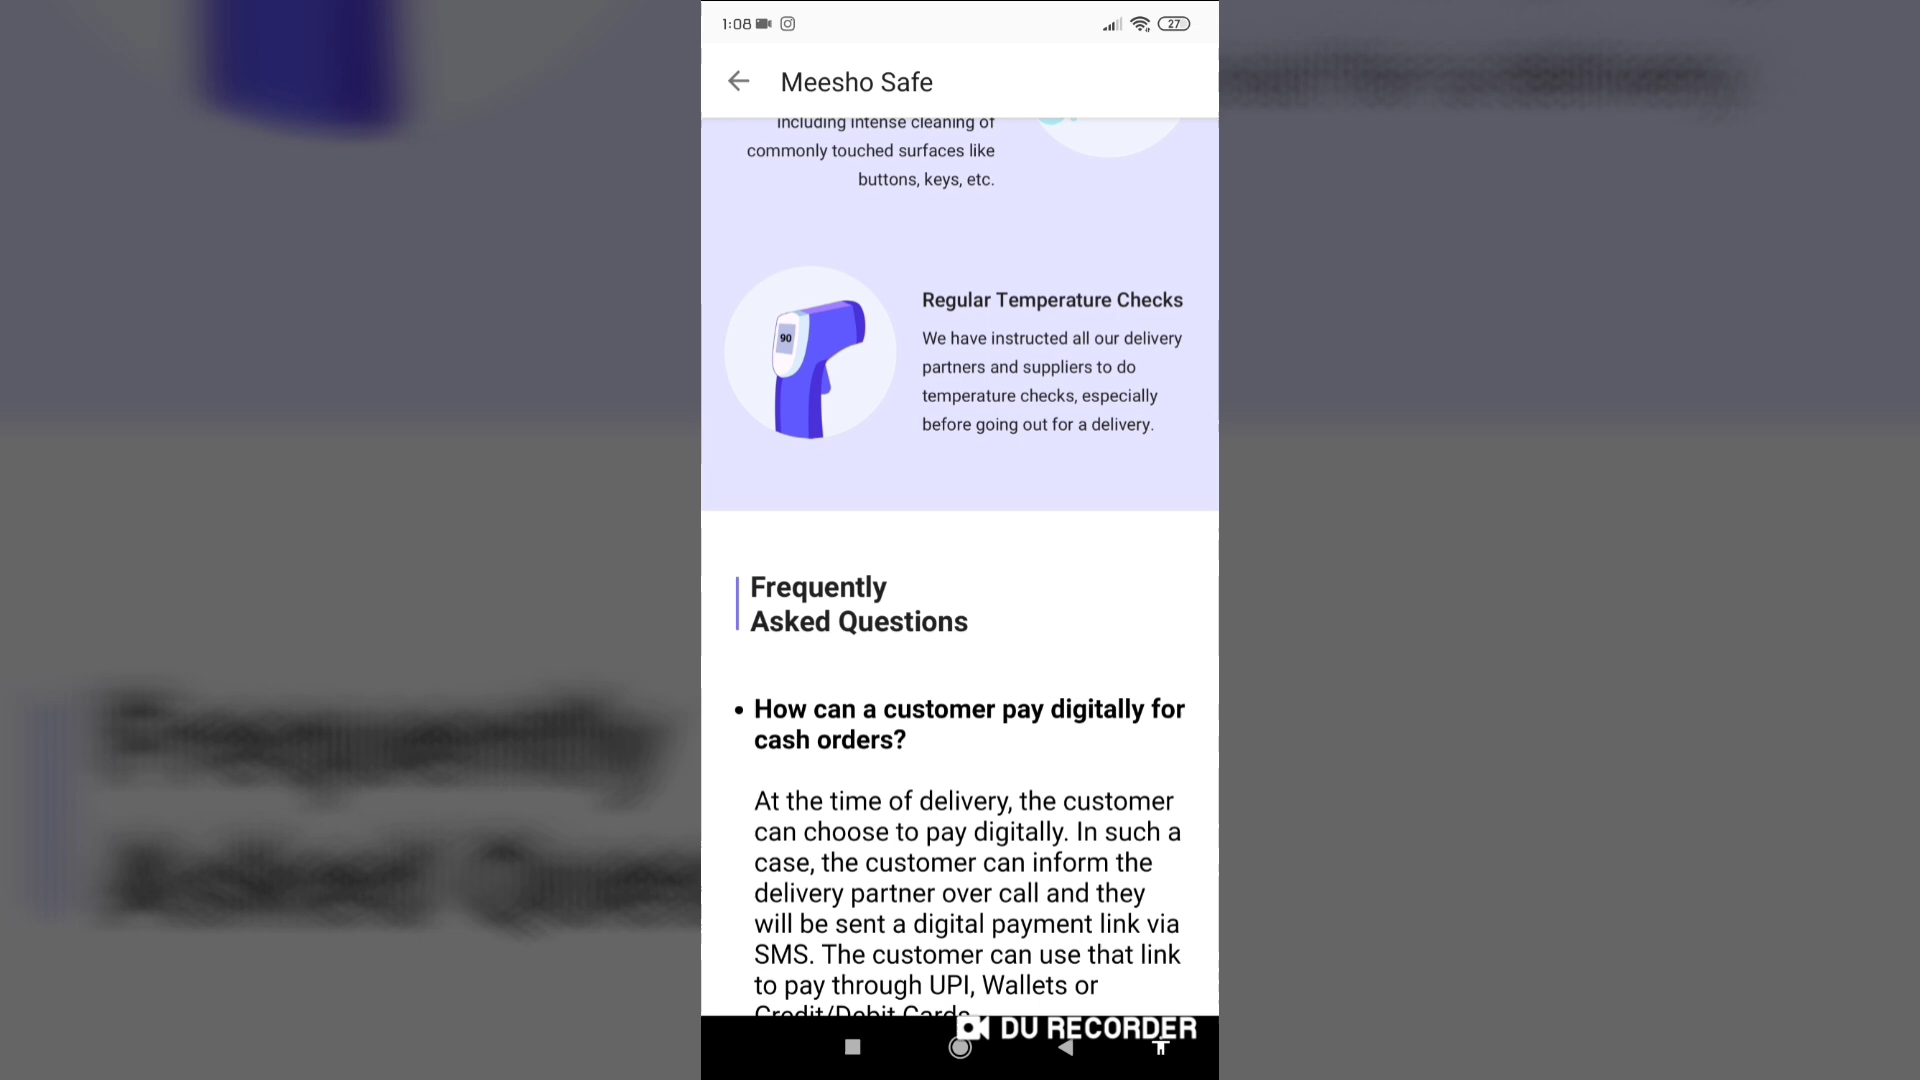 1:08
27
Meesho Safe
including intense cleaning of
commonly touched surfaces like
buttons, keys, etc.
90
Regular Temperature Checks
We have instructed all our delivery
partners and suppliers to do
temperature checks, especially
before going out for a delivery.
Frequently
Asked Questions
• How can a customer pay digitally for
cash orders?
At the time of delivery, the customer
can choose to pay digitally. In such a
case, the customer can inform the
delivery partner over call and they
will be sent a digital payment link via
SMS. The customer can use that link
to pay through UPI, Wallets or
Credit/Debit Cards
DU RECORDER